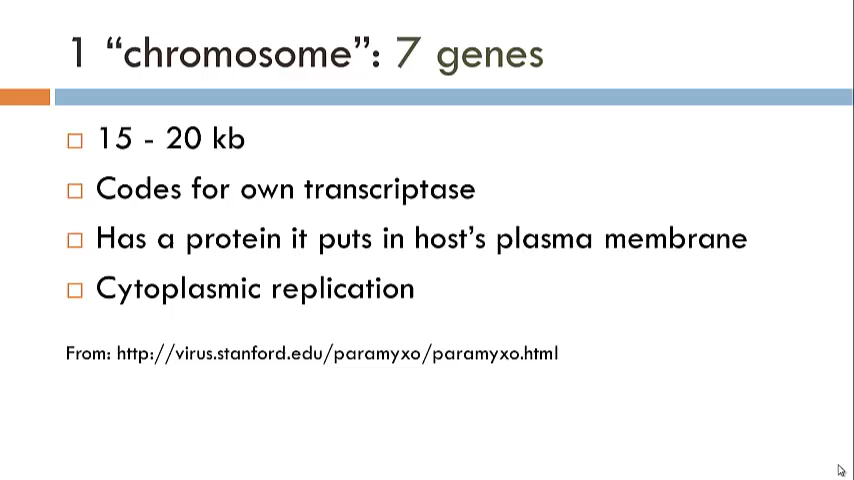 1 “chromosome”: 7 genes
15 - 20 kb
Codes for own transcriptase
Has a protein it puts in host’s plasma membrane
Cytoplasmic replication
From: http://virus.stanford.edu/paramyxo/paramyxo.html